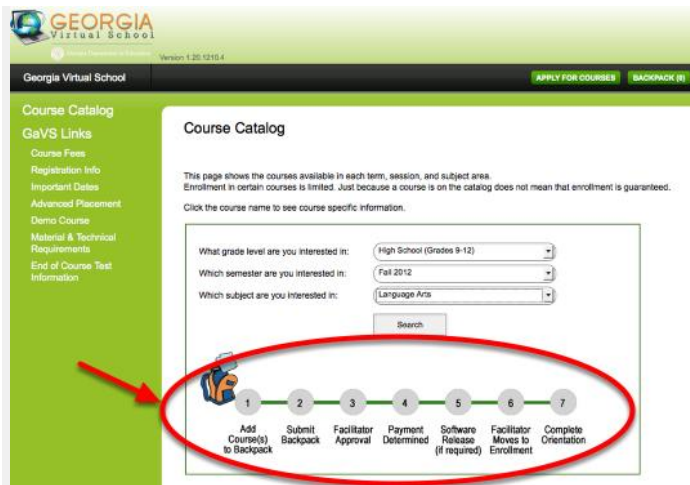 GEORGIA
Virtual School
Version 1.20.1210.4
Georgia Virtual School
APPLY FOR COURSES
BACKPACK (0)
Course Catalog
GaVS Links
Course Fees
Registration Info
Important Dates
Advanced Placement
Demo Course
Material & Technical
Requirements
End of Course Test
Information
Course Catalog
This page shows the courses available in each term, session, and subject area.
Enrollment in certain courses is limited. Just because a course is on the catalog does not mean that enrollment is guaranteed.
Click the course name to see course specific information.
What grade level are you interested in: High School (Grades 9-12)
Which semester are you interested in: Fall 2012
Which subject are you interested in: Language Arts
Search
1 2 3 4 5 6 7
Add
Course(s)
to Backpack
Submit
Backpack
Facilitator
Approval
Payment
Determined
Software
Release
(if required)
Facilitator
Moves to
Enrollment
Complete
Orientation